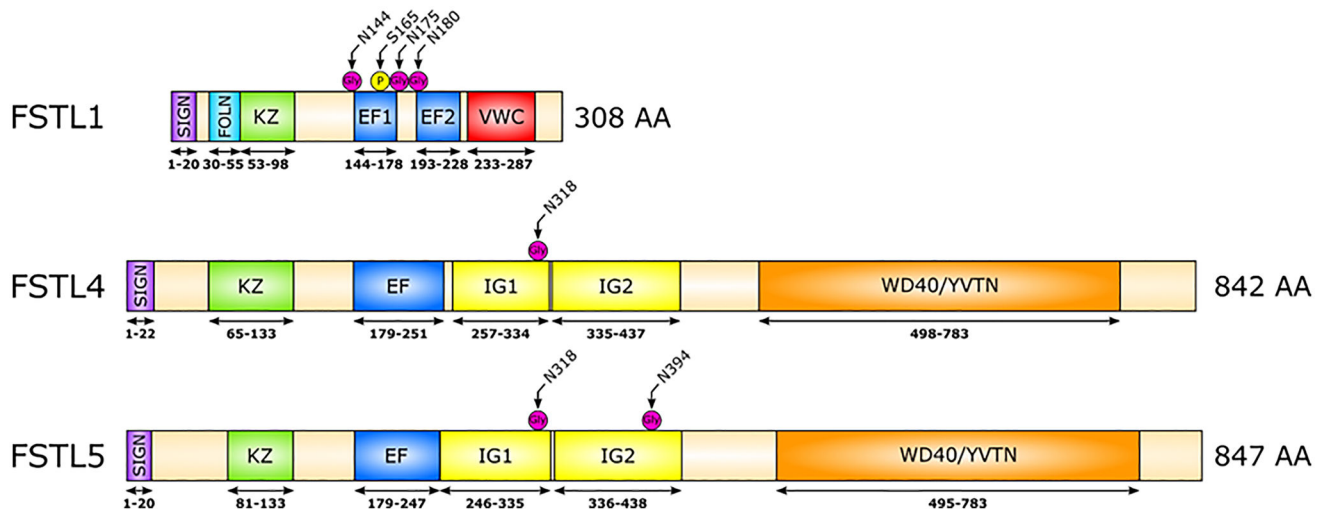 N144 S165 N175 N180
Gly P Gly Gly
FSTL1 SIGN FOLN KZ EF1 EF2 VWC 308 AA
1-20 30-55 53-98 144-178 193-228 233-287
N318
Gly
FSTL4 SIGN KZ EF IG1 IG2 WD40/YVTN 842 AA
1-22 65-133 179-251 257-334 335-437 498-783
N318 N394
Gly Gly
FSTL5 SIGN KZ EF IG1 IG2 WD40/YVTN 847 AA
1-20 81-133 179-247 246-335 336-438 495-783